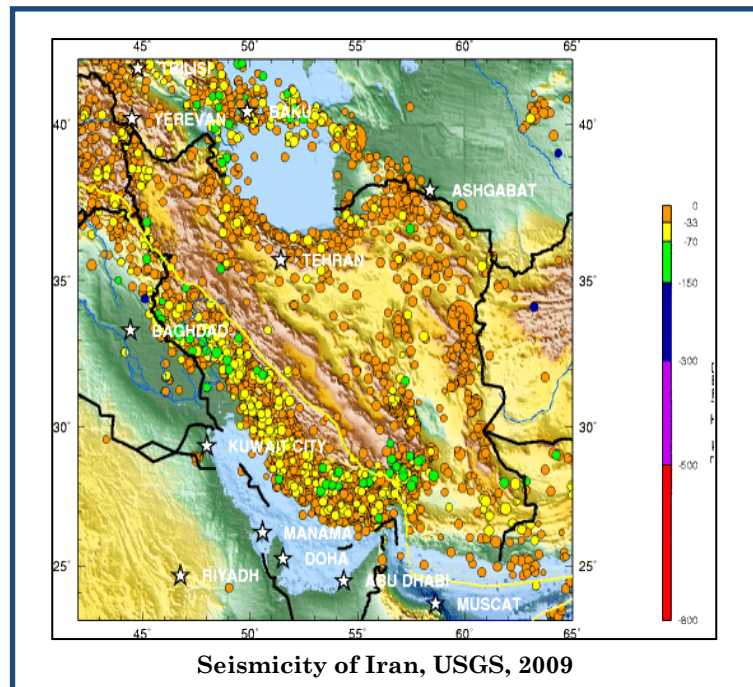 45° 50° 55° 60° 65°
TBILISI
BAKU
YEREVAN
40° 40°
ASHGABAT
0
-33
-70
TEHRAN
35° 35°
-150
BAGHDAD
-300
30° 30°
KUWAIT CITY
-500
MANAMA
DOHA
25° 25°
RIYADH
ABU DHABI
MUSCAT
-800
45° 50° 55° 60° 65°
Seismicity of Iran, USGS, 2009